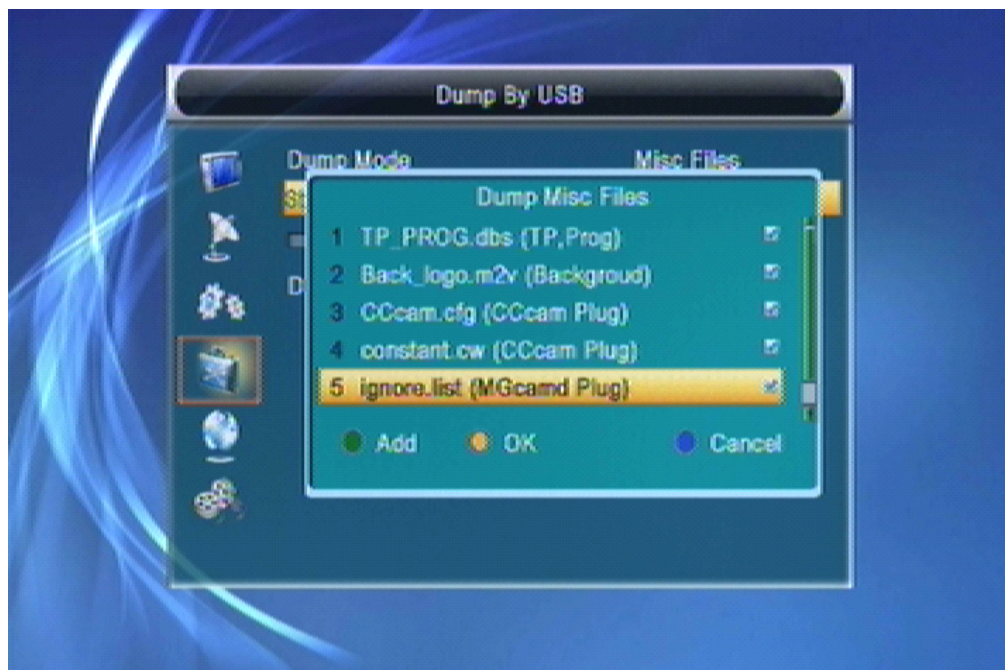 Dump By USB
Dump Mode Misc Files
St
Dump Misc Files
1 TP_PROG.dbs (TP,Prog)
2 Back_logo.m2v (Backgroud)
3 CCcam.cfg (CCcam Plug)
4 constant.cw (CCcam Plug)
5 ignore.list (MGcamd Plug)
D
Add OK Cancel